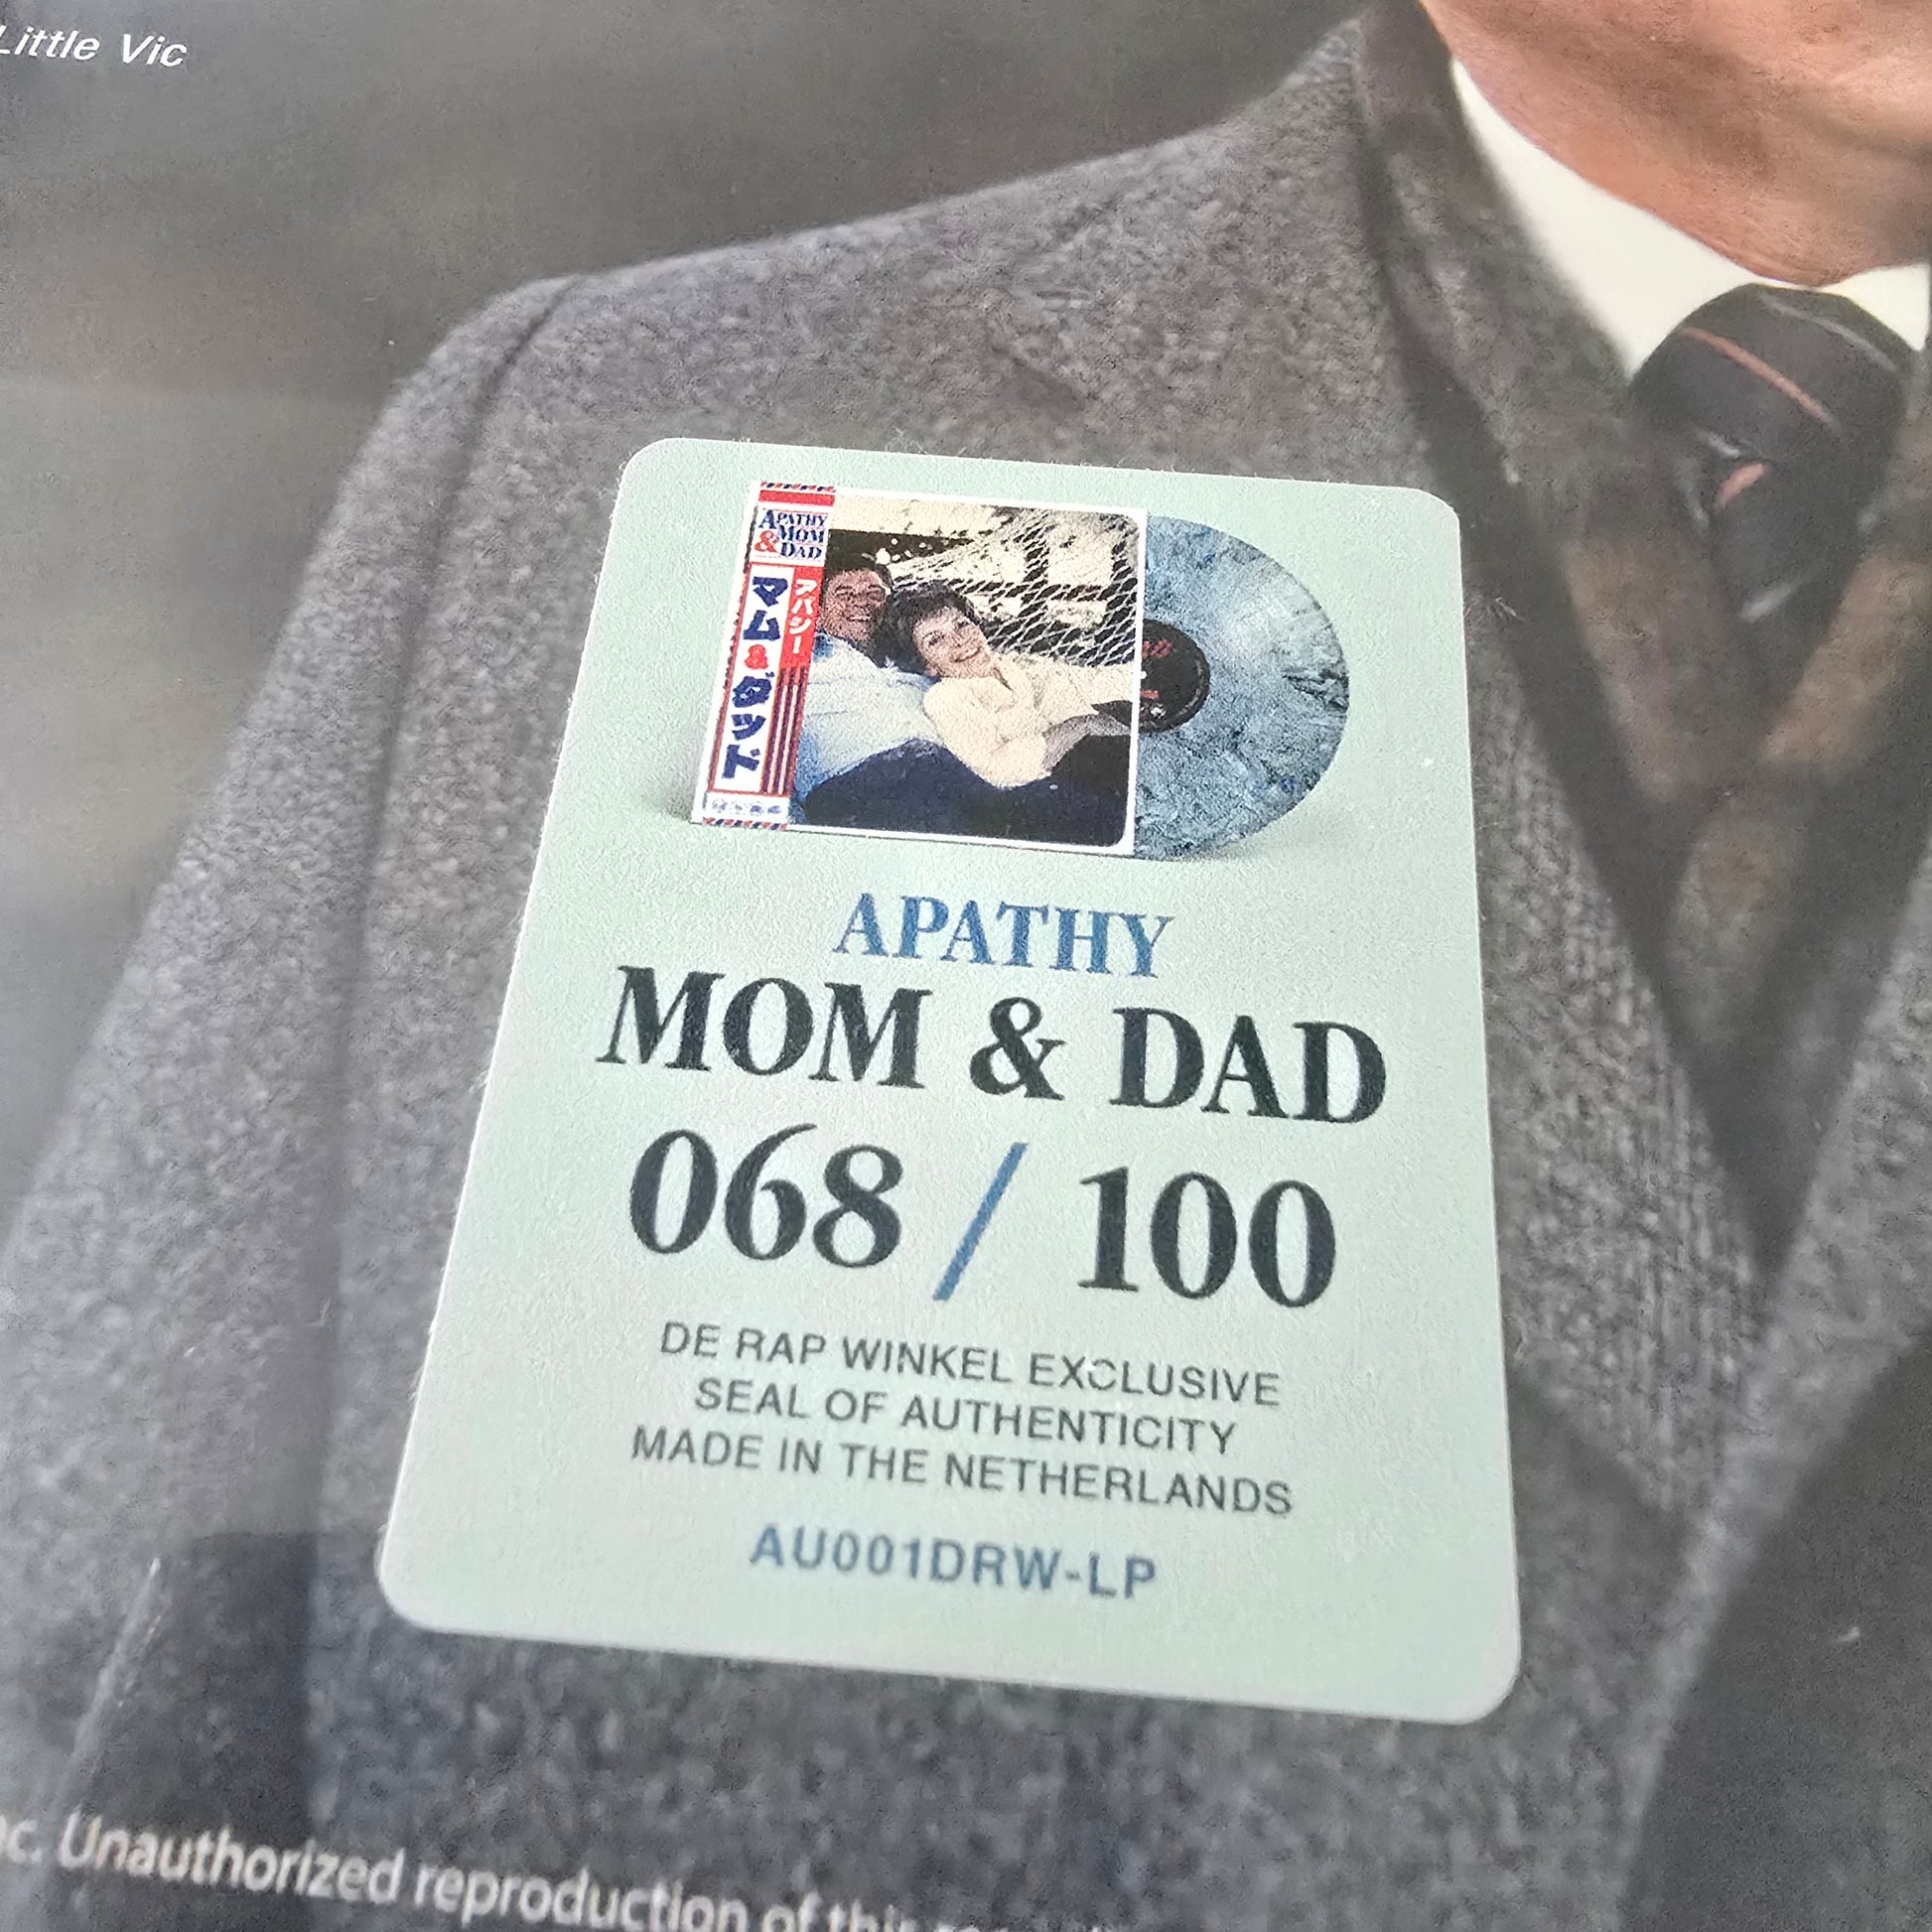 Little Vic
APATHY
MOM
& DAD
アパシー
マム&ダッド
APATHY
MOM & DAD
068 / 100
DE RAP WINKEL EXCLUSIVE
SEAL OF AUTHENTICITY
MADE IN THE NETHERLANDS
AU001DRW-LP
Unauthorized reproduction of this